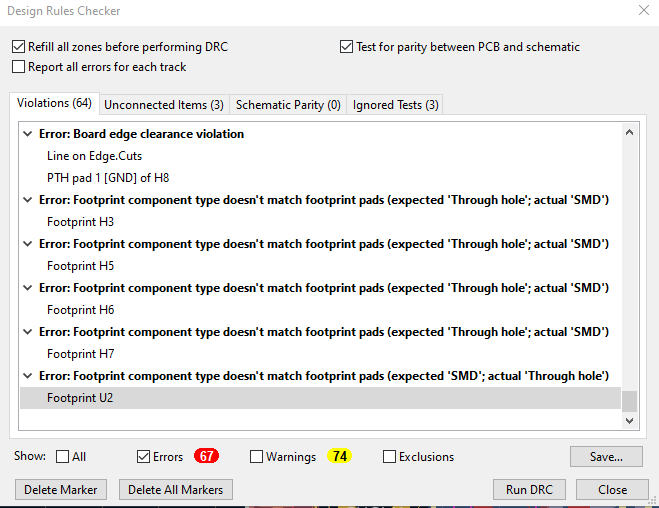 Design Rules Checker
Refill all zones before performing DRC
Test for parity between PCB and schematic
Report all errors for each track
Violations (64)
Unconnected Items (3)
Schematic Parity (0)
Ignored Tests (3)
Error: Board edge clearance violation
Line on Edge.Cuts
PTH pad 1 [GND] of H8
Error: Footprint component type doesn't match footprint pads (expected 'Through hole'; actual 'SMD')
Footprint H3
Error: Footprint component type doesn't match footprint pads (expected 'Through hole'; actual 'SMD')
Footprint H5
Error: Footprint component type doesn't match footprint pads (expected 'Through hole'; actual 'SMD')
Footprint H6
Error: Footprint component type doesn't match footprint pads (expected 'Through hole'; actual 'SMD')
Footprint H7
Error: Footprint component type doesn't match footprint pads (expected 'SMD'; actual 'Through hole')
Footprint U2
Show: All Errors 67 Warnings 74 Exclusions Save...
Delete Marker Delete All Markers Run DRC Close